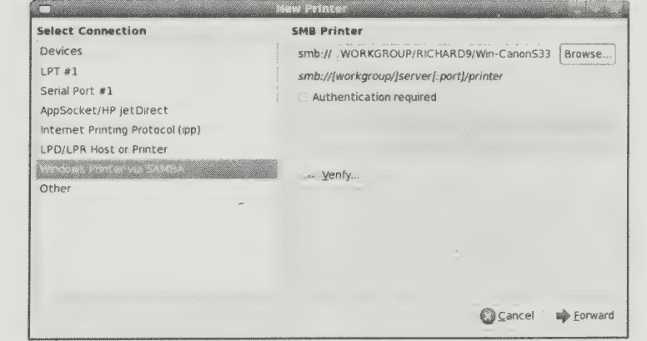 New Printer
Select Connection
Devices
LPT #1
Serial Port #1
AppSocket/HP JetDirect
Internet Printing Protocol (ipp)
LPD/LPR Host or Printer
Windows Printer via SAMBA
Other
SMB Printer
smb:// WORKGROUP/RICHARD9/Win-CanonS33 Browse...
smb://[workgroup/]server[:port]/printer
Authentication required
Verify...
Cancel Forward